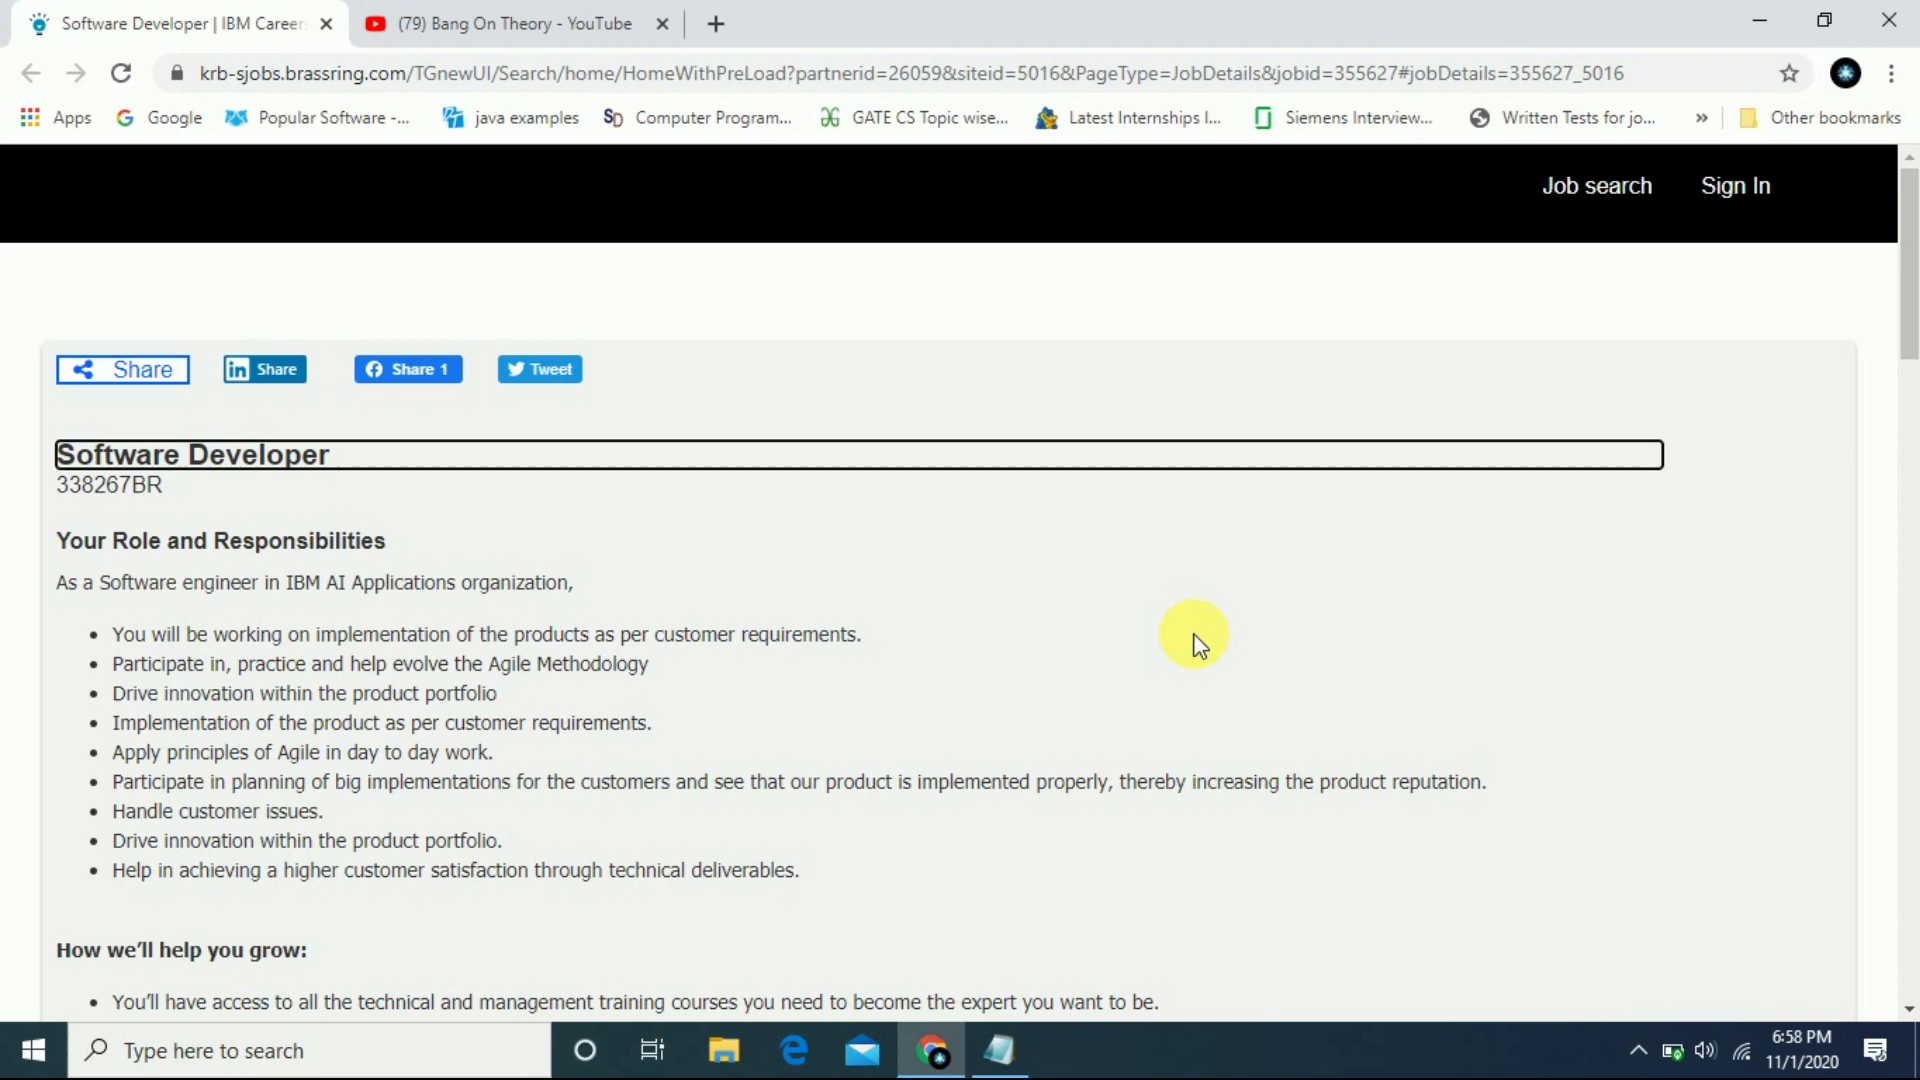 Software Developer | IBM Career
(79) Bang On Theory - YouTube
krb-sjobs.brassring.com/TGnewUI/Search/home/HomeWithPreLoad?partnerid=26059&siteid=5016&PageType=JobDetails&jobid=355627#jobDetails=355627_5016
Apps
Google
Popular Software -...
java examples
SD Computer Program...
GATE CS Topic wise...
Latest Internships I...
Siemens Interview...
Written Tests for jo...
»
Other bookmarks
Job search
Sign In
Share
in Share
Share 1
Tweet
Software Developer
338267BR
Your Role and Responsibilities
As a Software engineer in IBM AI Applications organization,
• You will be working on implementation of the products as per customer requirements.
• Participate in, practice and help evolve the Agile Methodology
• Drive innovation within the product portfolio
• Implementation of the product as per customer requirements.
• Apply principles of Agile in day to day work.
• Participate in planning of big implementations for the customers and see that our product is implemented properly, thereby increasing the product reputation.
• Handle customer issues.
• Drive innovation within the product portfolio.
• Help in achieving a higher customer satisfaction through technical deliverables.
How we’ll help you grow:
• You’ll have access to all the technical and management training courses you need to become the expert you want to be.
Type here to search
6:58 PM
11/1/2020